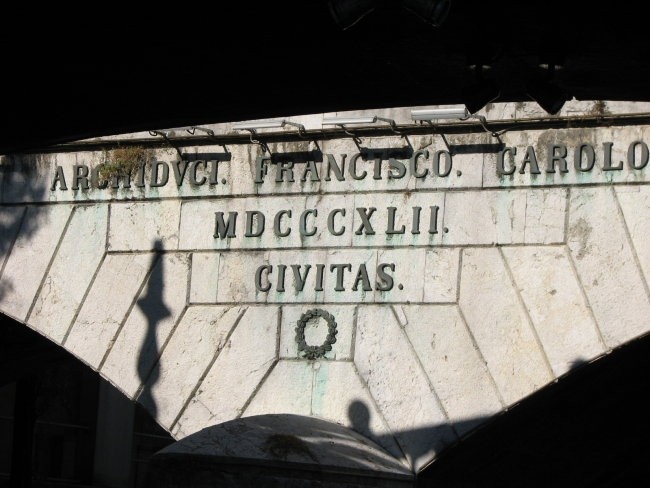 ARCHIDVCI. FRANCISCO. CAROLO
MDCCCXLII.
CIVITAS.